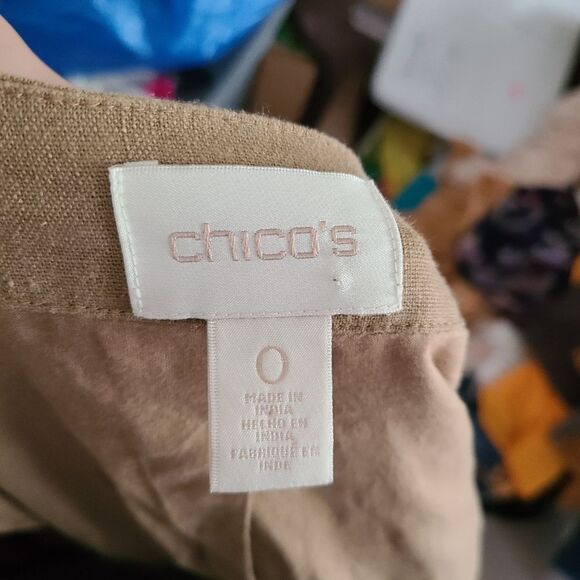 chico's
0
MADE IN
INDIA
HECHO EN
INDIA
FABRIQUÉ EN
INDE